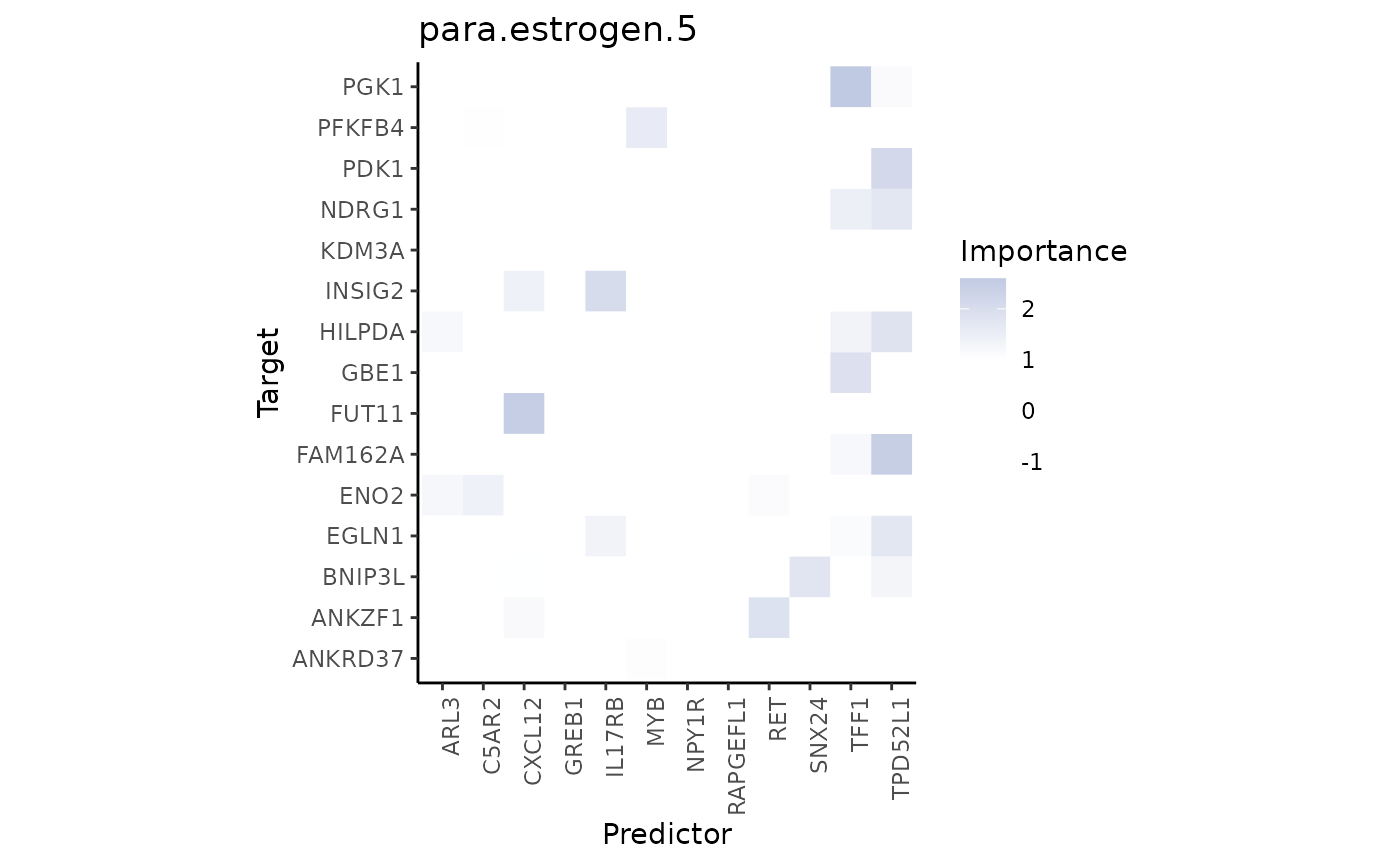 para.estrogen.5
PGK1
PFKFB4
PDK1
NDRG1
KDM3A
INSIG2
HILPDA
GBE1
FUT11
FAM162A
ENO2
EGLN1
BNIP3L
ANKZF1
ANKRD37
Target
ARL3
C5AR2
CXCL12
GREB1
IL17RB
MYB
NPY1R
RAPGEFL1
RET
SNX24
TFF1
TPD52L1
Predictor
Importance
2
1
0
-1